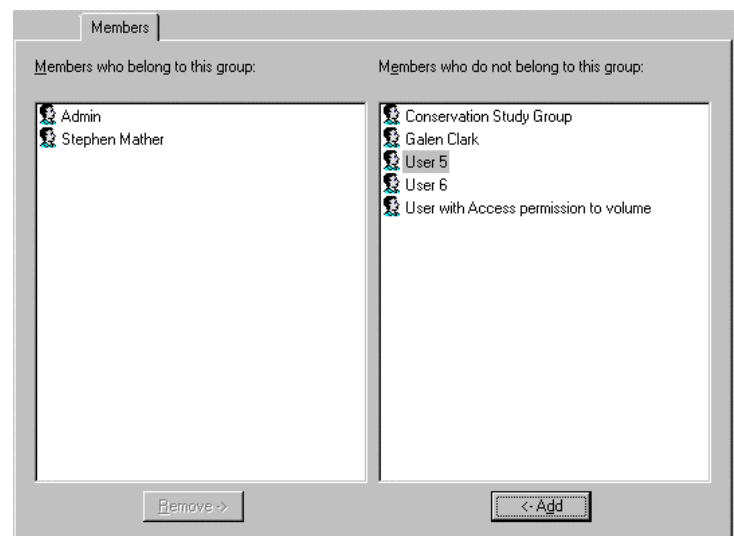 Members
Members who belong to this group:
Admin
Stephen Mather
Remove ->
Members who do not belong to this group:
Conservation Study Group
Galen Clark
User 5
User 6
User with Access permission to volume
<- Add